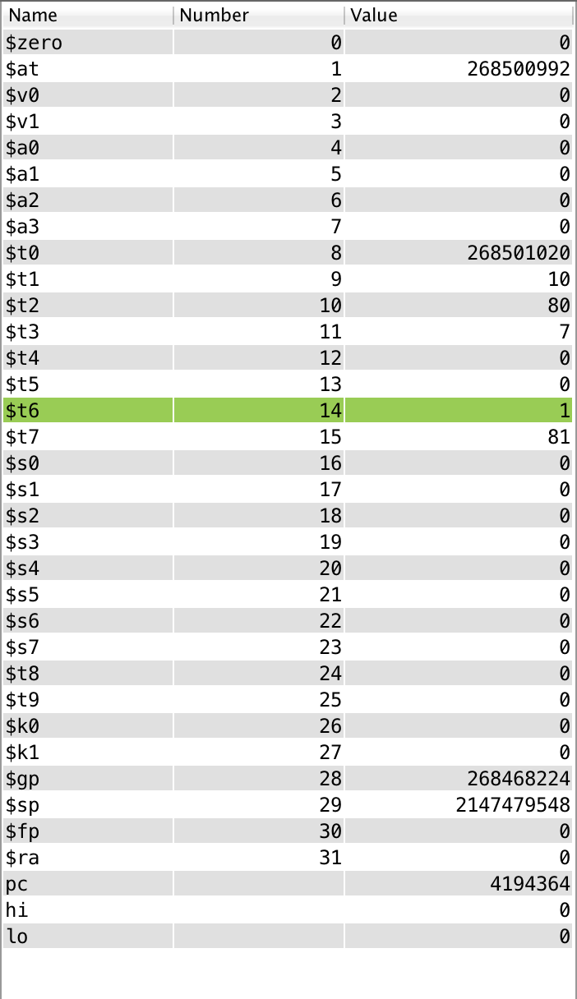 Name Number Value
$zero 0 0
$at 1 268500992
$v0 2 0
$v1 3 0
$a0 4 0
$a1 5 0
$a2 6 0
$a3 7 0
$t0 8 268501020
$t1 9 10
$t2 10 80
$t3 11 7
$t4 12 0
$t5 13 0
$t6 14 1
$t7 15 81
$s0 16 0
$s1 17 0
$s2 18 0
$s3 19 0
$s4 20 0
$s5 21 0
$s6 22 0
$s7 23 0
$t8 24 0
$t9 25 0
$k0 26 0
$k1 27 0
$gp 28 268468224
$sp 29 2147479548
$fp 30 0
$ra 31 0
pc 4194364
hi 0
lo 0